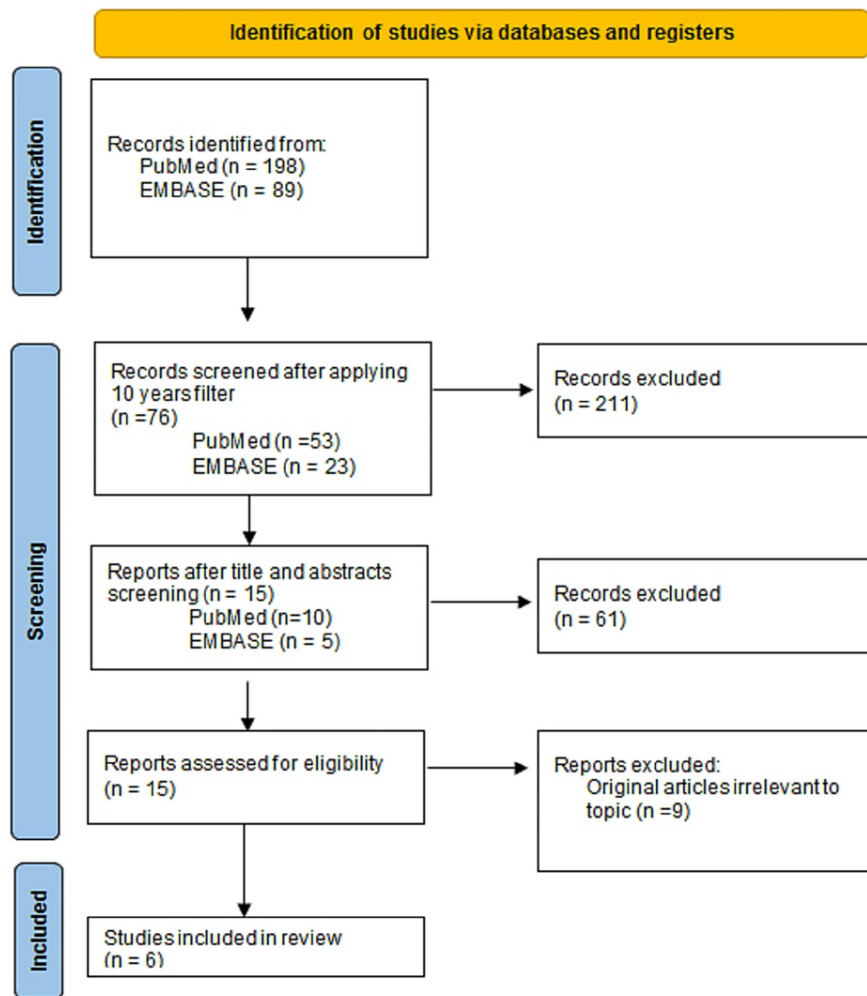 Identification of studies via databases and registers
Identification
Records identified from:
PubMed (n = 198)
EMBASE (n = 89)
Screening
Records screened after applying
10 years filter
(n =76)
PubMed (n =53)
EMBASE (n = 23)
Records excluded
(n = 211)
Reports after title and abstracts
screening (n = 15)
PubMed (n=10)
EMBASE (n = 5)
Records excluded
(n = 61)
Reports assessed for eligibility
(n = 15)
Reports excluded:
Original articles irrelevant to
topic (n =9)
Included
Studies included in review
(n = 6)